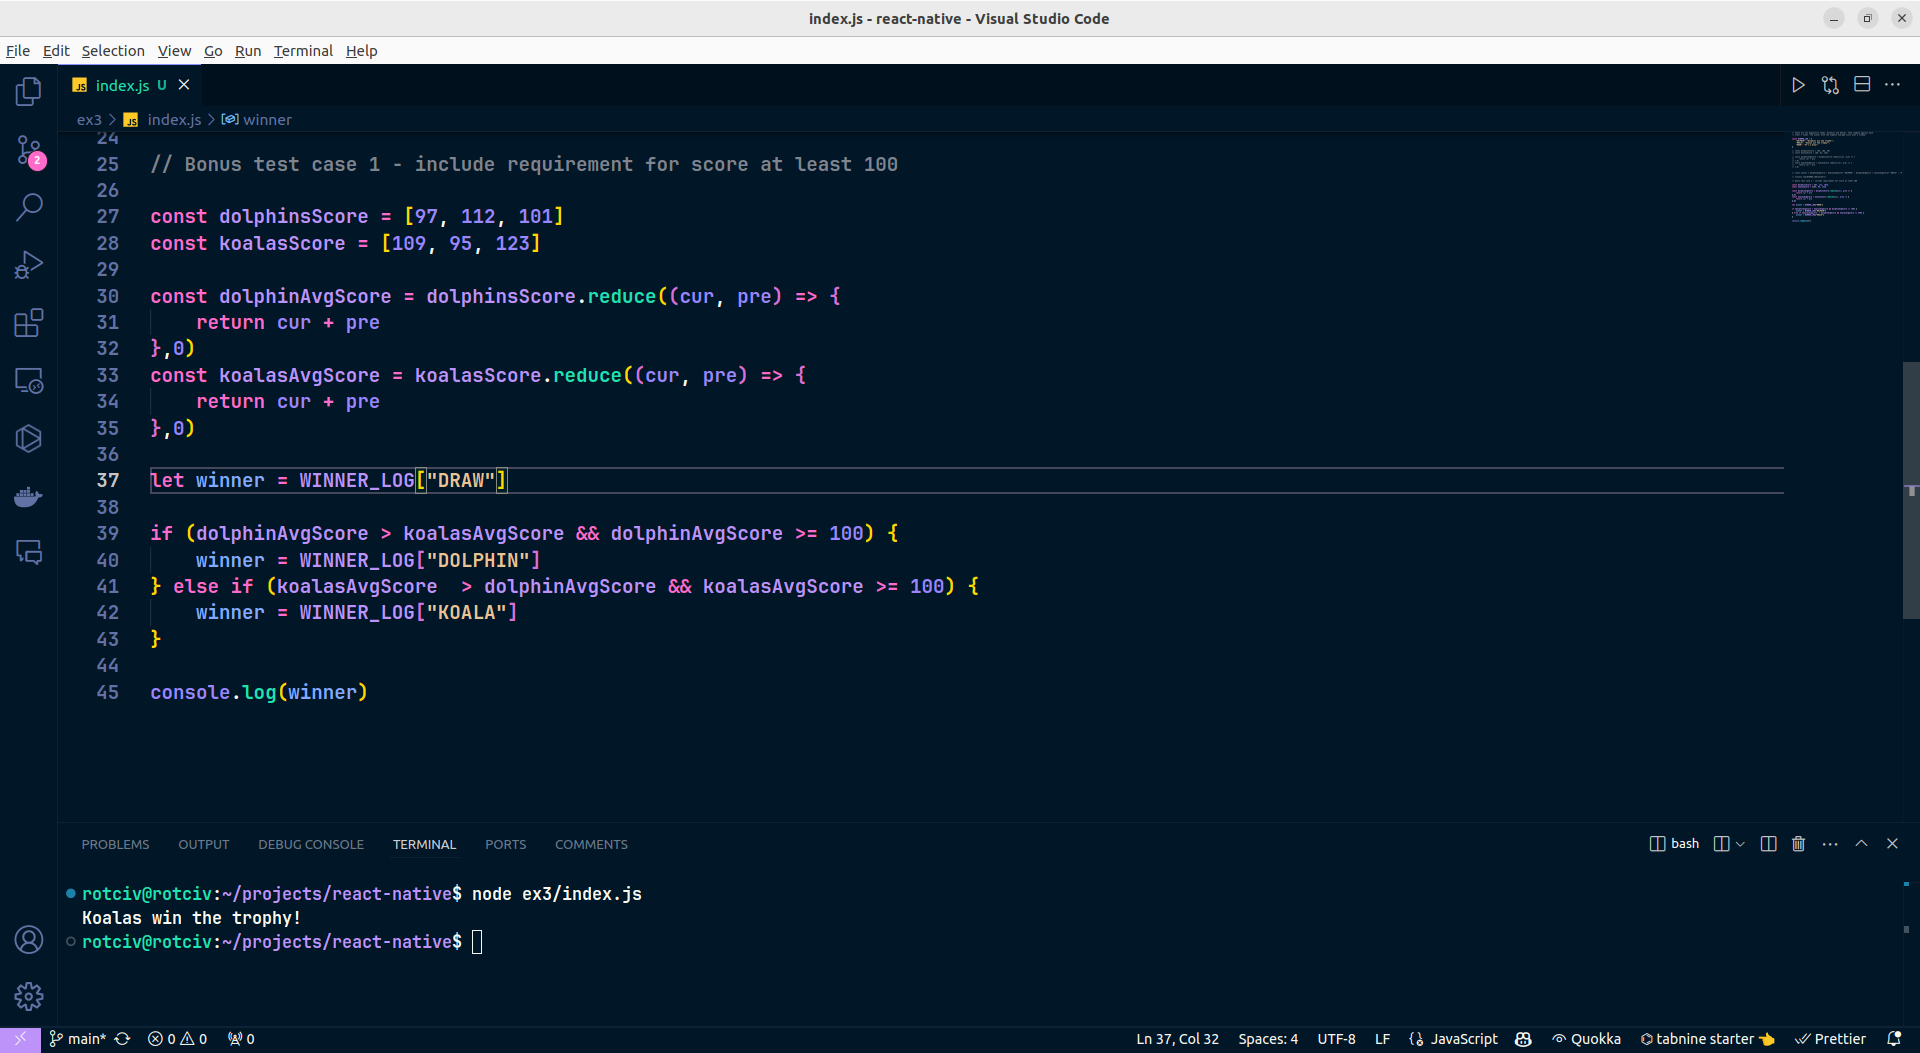 index.js - react-native - Visual Studio Code
File Edit Selection View Go Run Terminal Help
JS index.js U
ex3 > JS index.js > winner
24
25 // Bonus test case 1 - include requirement for score at least 100
26
27 const dolphinsScore = [97, 112, 101]
28 const koalasScore = [109, 95, 123]
29
30 const dolphinAvgScore = dolphinsScore.reduce((cur, pre) => {
31 return cur + pre
32 },0)
33 const koalasAvgScore = koalasScore.reduce((cur, pre) => {
34 return cur + pre
35 },0)
36
37 let winner = WINNER_LOG["DRAW"]
38
39 if (dolphinAvgScore > koalasAvgScore && dolphinAvgScore >= 100) {
40 winner = WINNER_LOG["DOLPHIN"]
41 } else if (koalasAvgScore  > dolphinAvgScore && koalasAvgScore >= 100) {
42 winner = WINNER_LOG["KOALA"]
43 }
44
45 console.log(winner)
2
PROBLEMS OUTPUT DEBUG CONSOLE TERMINAL PORTS COMMENTS bash
rotciv@rotciv:~/projects/react-native$ node ex3/index.js
Koalas win the trophy!
rotciv@rotciv:~/projects/react-native$
main* 0 0 0 Ln 37, Col 32 Spaces: 4 UTF-8 LF JavaScript Quokka tabnine starter Prettier